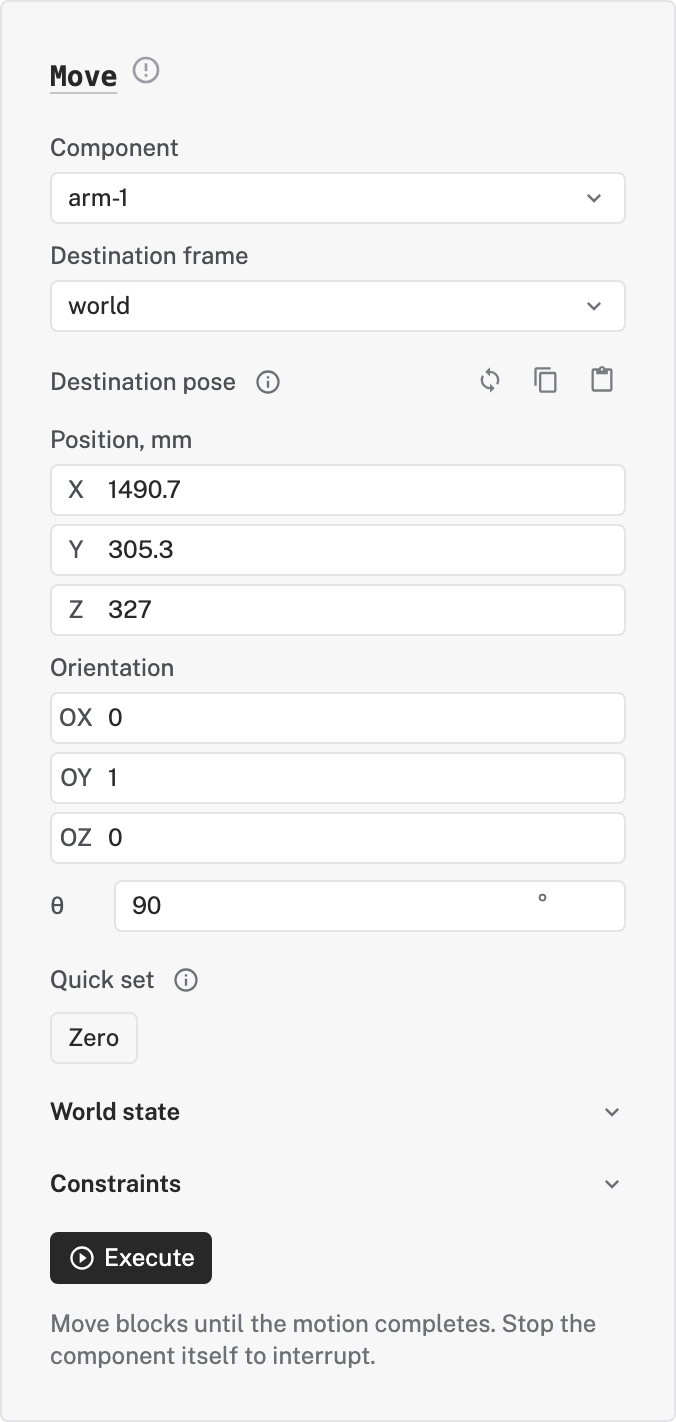 Move
Component
arm-1
Destination frame
world
Destination pose
Position, mm
X 1490.7
Y 305.3
Z 327
Orientation
OX 0
OY 1
OZ 0
θ 90 °
Quick set
Zero
World state
Constraints
Execute
Move blocks until the motion completes. Stop the
component itself to interrupt.